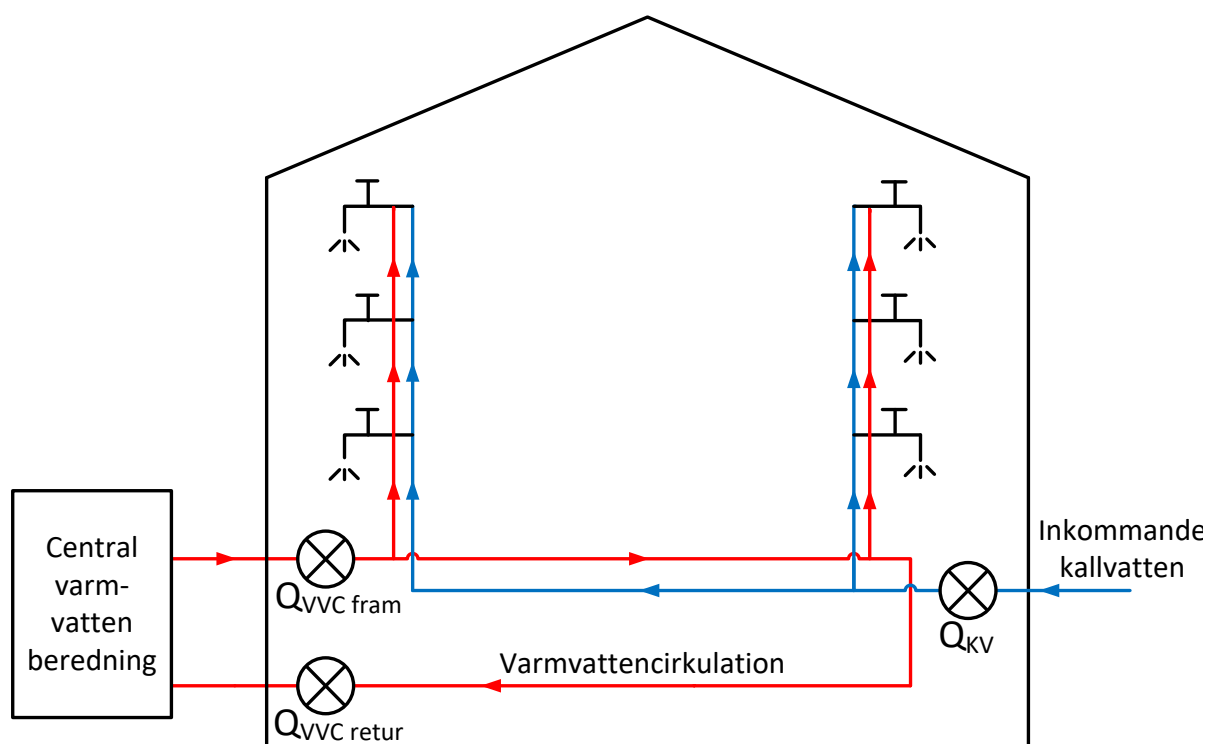 Central
varm-
vatten
beredning
QVVC fram
QVVC retur
Varmvattencirkulation
QKV
Inkommande
kallvatten